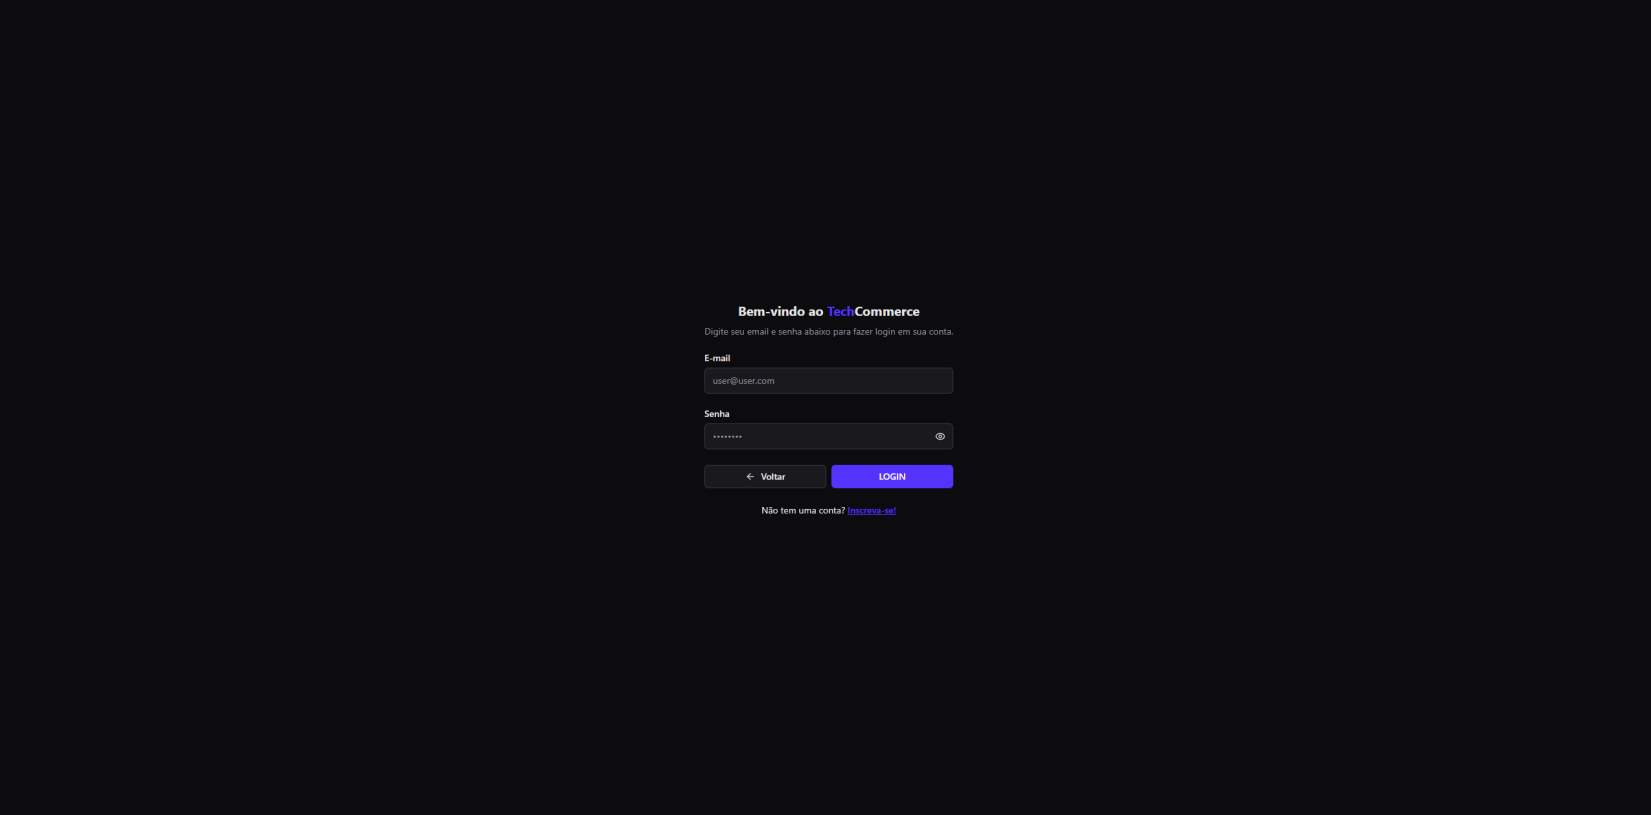 Bem-vindo ao TechCommerce
Digite seu email e senha abaixo para fazer login em sua conta.
E-mail
user@user.com
Senha
••••••••
Voltar
LOGIN
Não tem uma conta? Inscreva-se!